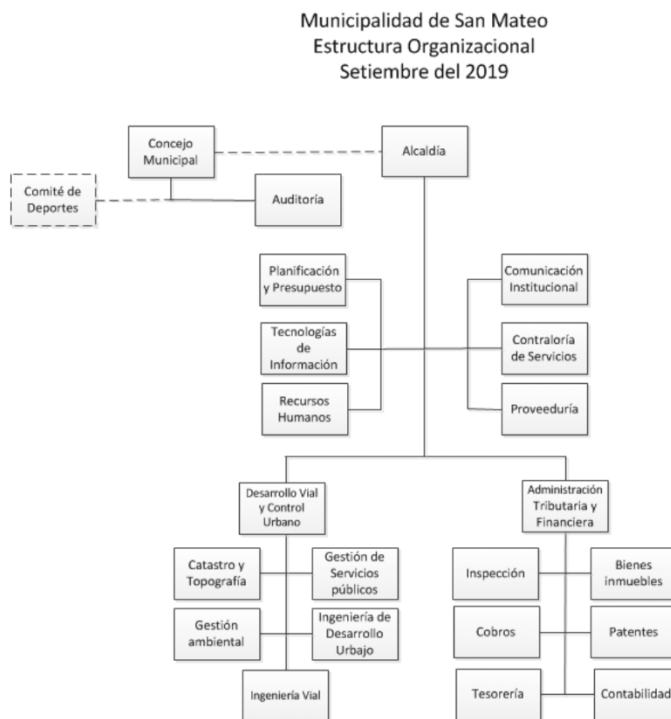 Municipalidad de San Mateo
Estructura Organizacional
Setiembre del 2019
Concejo
Municipal
Alcaldía
Comité de
Deportes
Auditoría
Planificación
y Presupuesto
Comunicación
Institucional
Tecnologías
de
Información
Contraloría
de Servicios
Recursos
Humanos
Proveeduría
Desarrollo Vial
y Control
Urbano
Administración
Tributaria y
Financiera
Catastro y
Topografía
Gestión de
Servicios
públicos
Inspección
Bienes
inmuebles
Gestión
ambiental
Ingeniería de
Desarrollo
Urbajo
Cobros
Patentes
Ingeniería Vial
Tesorería
Contabilidad